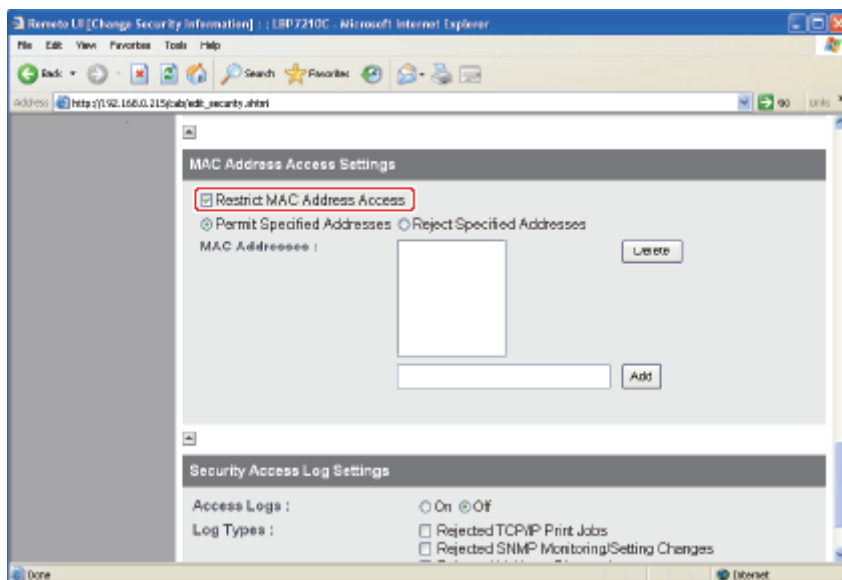 Remote UI [Change Security Information] : : LBP7210C - Microsoft Internet Explorer
File Edit View Favorites Tools Help
Back Search Favorites
Address http://192.168.0.215/cab/edit_security.shtml Go Links
MAC Address Access Settings
Restrict MAC Address Access
Permit Specified Addresses Reject Specified Addresses
MAC Addresses : Delete
Add
Security Access Log Settings
Access Logs : On Off
Log Types : Rejected TCP/IP Print Jobs
Rejected SNMP Monitoring/Setting Changes
Done Internet